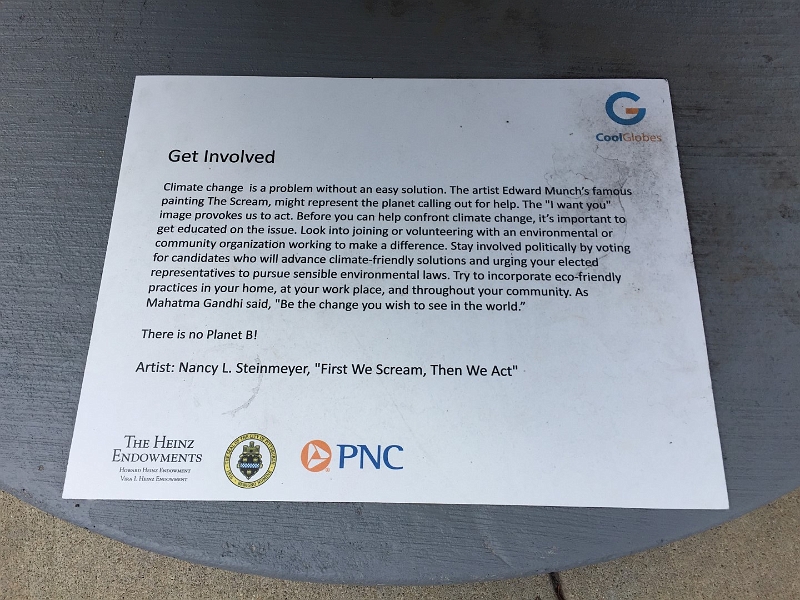 CoolGlobes
Get Involved
Climate change is a problem without an easy solution. The artist Edward Munch's famous
painting The Scream, might represent the planet calling out for help. The "I want you"
image provokes us to act. Before you can help confront climate change, it's important to
get educated on the issue. Look into joining or volunteering with an environmental or
community organization working to make a difference. Stay involved politically by voting
for candidates who will advance climate-friendly solutions and urging your elected
representatives to pursue sensible environmental laws. Try to incorporate eco-friendly
practices in your home, at your work place, and throughout your community. As
Mahatma Gandhi said, "Be the change you wish to see in the world."
There is no Planet B!
Artist: Nancy L. Steinmeyer, "First We Scream, Then We Act"
THE HEINZ
ENDOWMENTS
HOWARD HEINZ ENDOWMENT
VIRA I. HEINZ ENDOWMENT
PNC